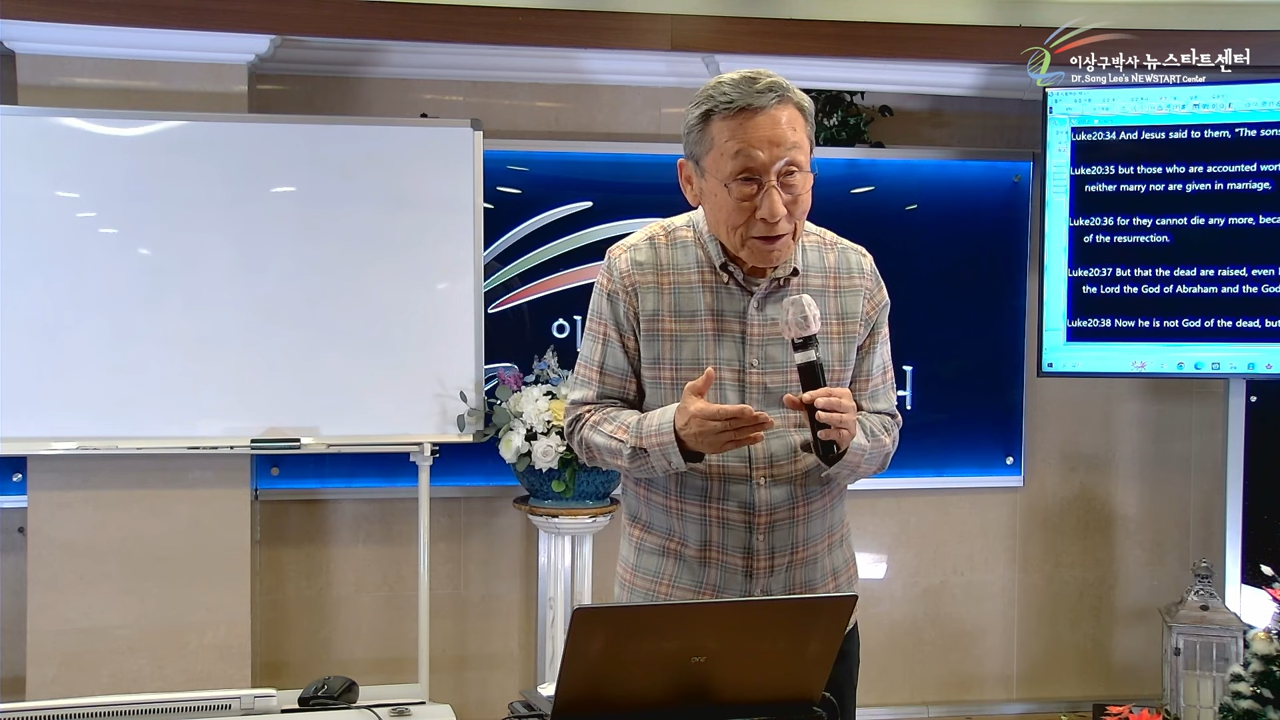 이상구박사 뉴스타트센터
Dr.Sang Lee's NEWSTART Center
Luke20:34 And Jesus said to them, "The sons
Luke20:35 but those who are accounted wor
neither marry nor are given in marriage,
Luke20:36 for they cannot die any more, beca
of the resurrection.
Luke20:37 But that the dead are raised, even
the Lord the God of Abraham and the God
Luke20:38 Now he is not God of the dead, but
이